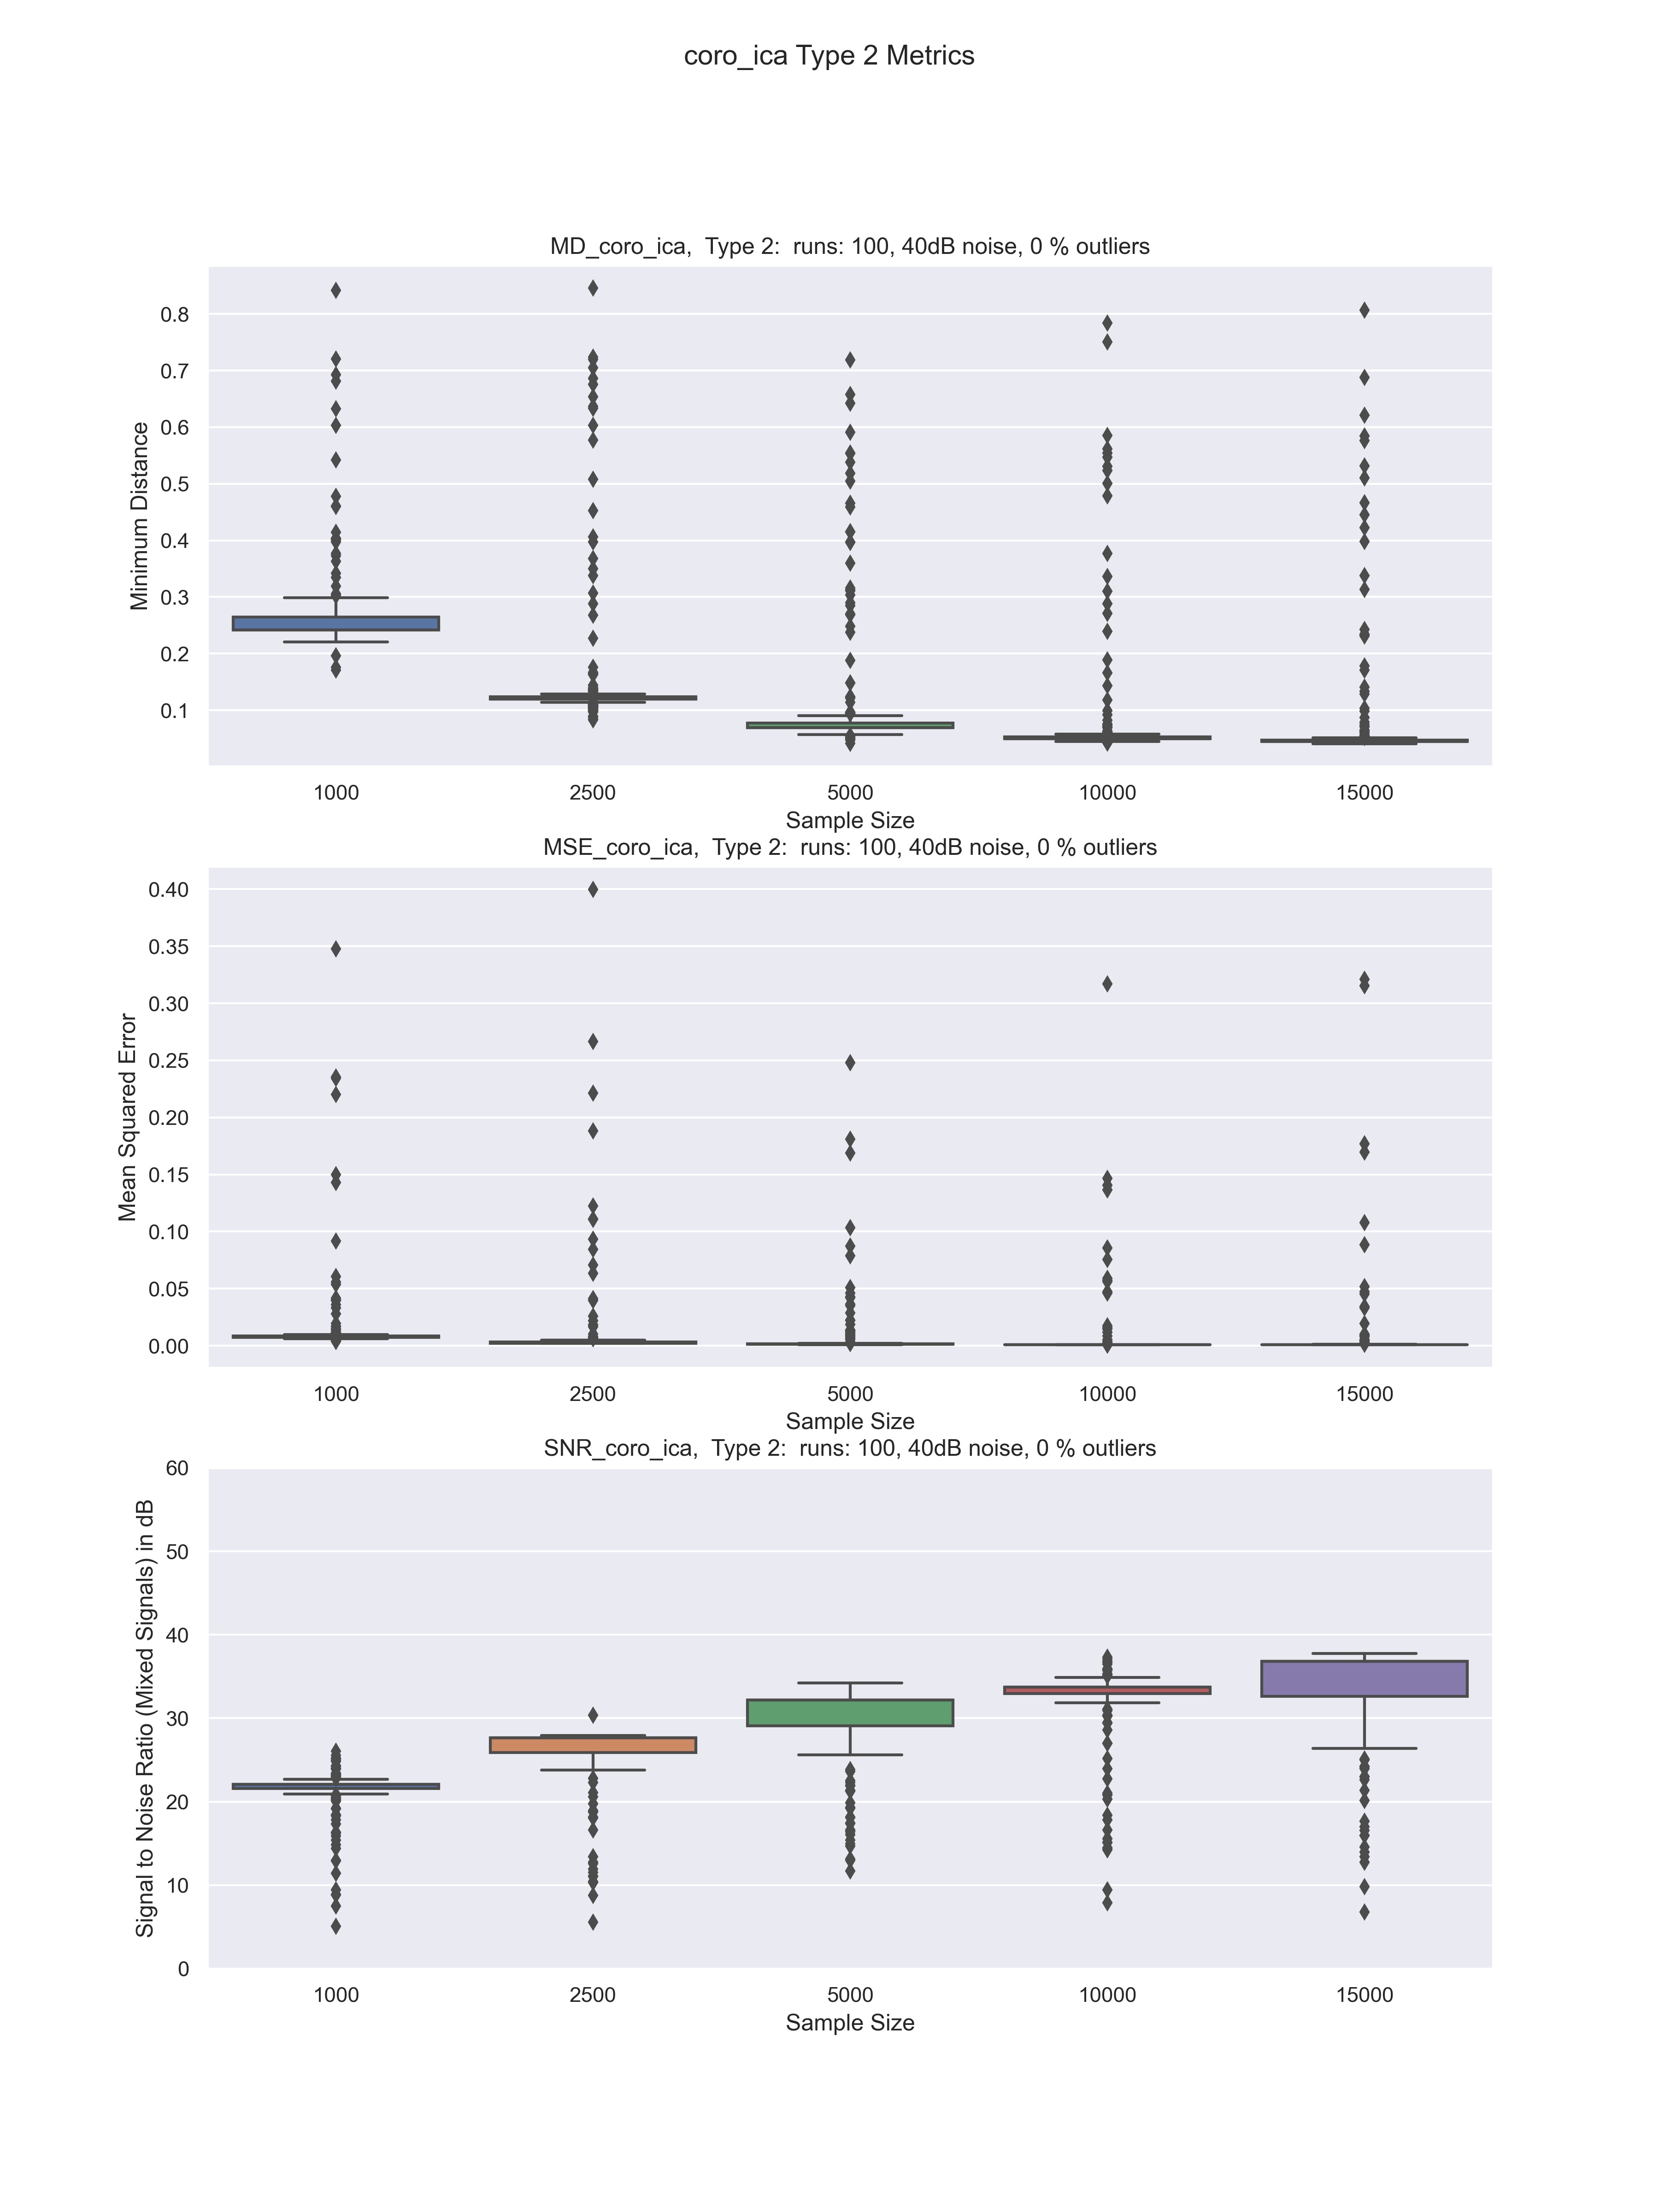 coro_ica Type 2 Metrics
MD_coro_ica,  Type 2:  runs: 100, 40dB noise, 0 % outliers
Minimum Distance
0.8
0.7
0.6
0.5
0.4
0.3
0.2
0.1
1000 2500 5000 10000 15000
Sample Size
MSE_coro_ica,  Type 2:  runs: 100, 40dB noise, 0 % outliers
Mean Squared Error
0.40
0.35
0.30
0.25
0.20
0.15
0.10
0.05
0.00
1000 2500 5000 10000 15000
Sample Size
SNR_coro_ica,  Type 2:  runs: 100, 40dB noise, 0 % outliers
Signal to Noise Ratio (Mixed Signals) in dB
60
50
40
30
20
10
0
1000 2500 5000 10000 15000
Sample Size